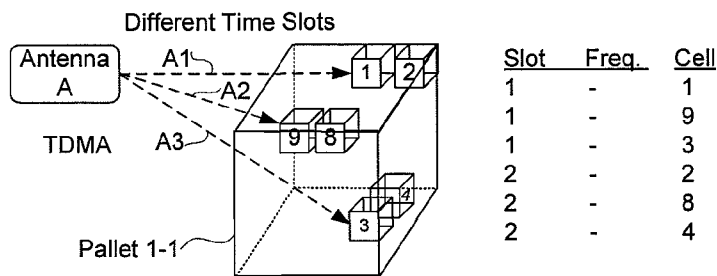 Different Time Slots
Antenna
A
A1
A2
TDMA
A3
1 2
9 8
4
3
Pallet 1-1
Slot Freq. Cell
1 - 1
1 - 9
1 - 3
2 - 2
2 - 8
2 - 4